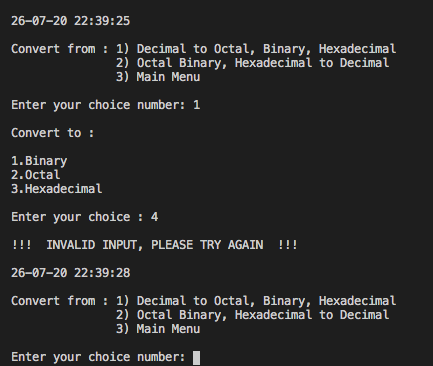 26-07-20 22:39:25
Convert from : 1) Decimal to Octal, Binary, Hexadecimal
2) Octal Binary, Hexadecimal to Decimal
3) Main Menu
Enter your choice number: 1
Convert to :
1.Binary
2.Octal
3.Hexadecimal
Enter your choice : 4
!!!  INVALID INPUT, PLEASE TRY AGAIN  !!!
26-07-20 22:39:28
Convert from : 1) Decimal to Octal, Binary, Hexadecimal
2) Octal Binary, Hexadecimal to Decimal
3) Main Menu
Enter your choice number: